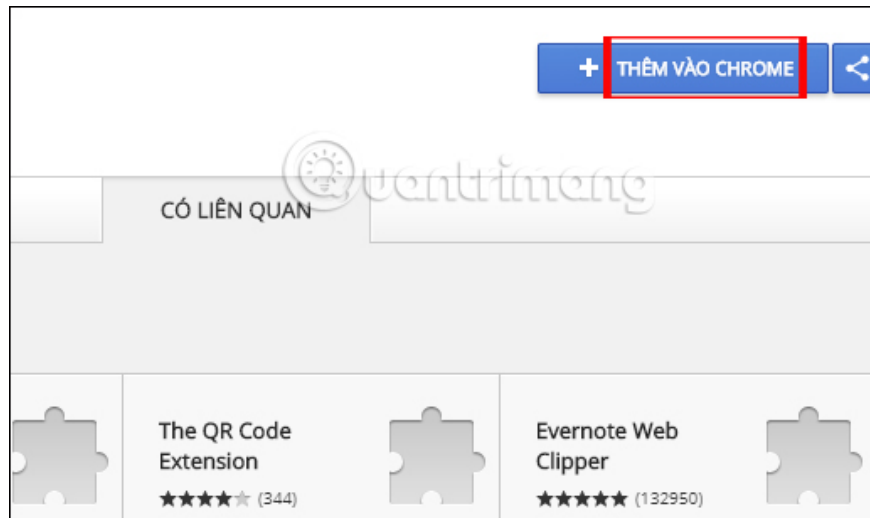 + THÊM VÀO CHROME
Quantrimang
CÓ LIÊN QUAN
The QR Code
Extension
(344)
Evernote Web
Clipper
(132950)